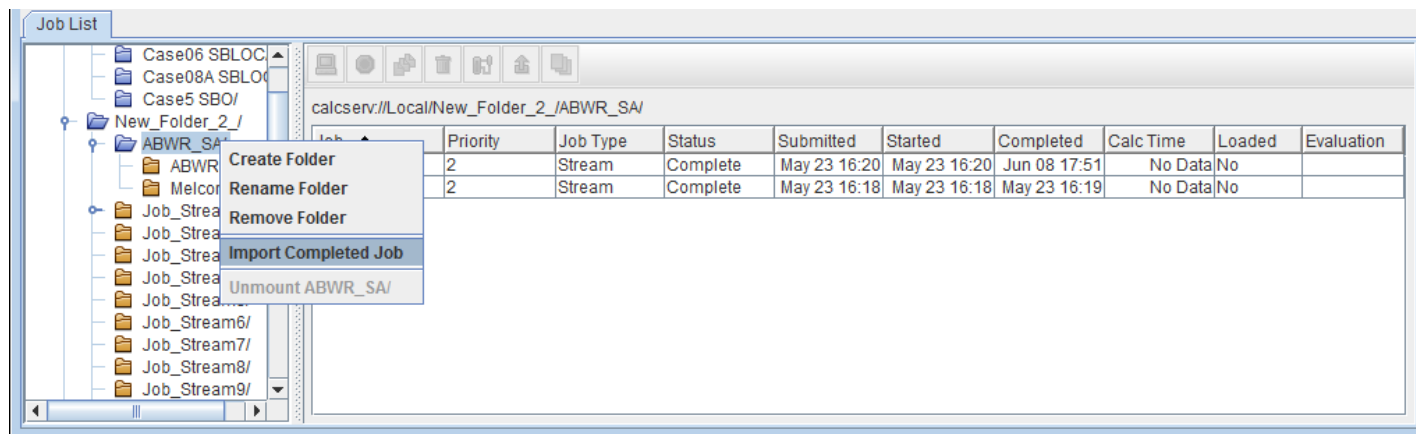 Job List
Case06 SBLOC
Case08A SBLO
Case5 SBO/
New_Folder_2_/
ABWR_SA/
ABWR
Melcor
Job_Strea
Job_Strea
Job_Strea
Job_Strea
Job_Strea
Job_Stream6/
Job_Stream7/
Job_Stream8/
Job_Stream9/
Create Folder
Rename Folder
Remove Folder
Import Completed Job
Unmount ABWR_SA/
calcserv://Local/New_Folder_2_/ABWR_SA/
Job Priority Job Type Status Submitted Started Completed Calc Time Loaded Evaluation
2 Stream Complete May 23 16:20 May 23 16:20 Jun 08 17:51 No Data No
2 Stream Complete May 23 16:18 May 23 16:18 May 23 16:19 No Data No